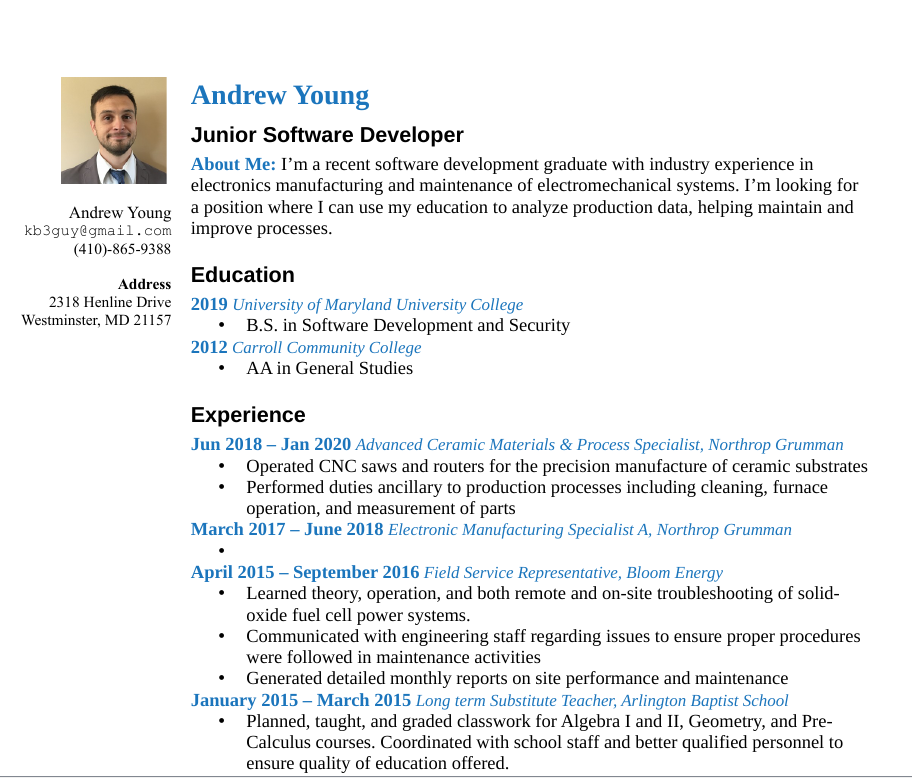 Andrew Young
kb3guy@gmail.com
(410)-865-9388
Address
2318 Henline Drive
Westminster, MD 21157
Andrew Young
Junior Software Developer
About Me: I’m a recent software development graduate with industry experience in
electronics manufacturing and maintenance of electromechanical systems. I’m looking for
a position where I can use my education to analyze production data, helping maintain and
improve processes.
Education
2019 University of Maryland University College
• B.S. in Software Development and Security
2012 Carroll Community College
• AA in General Studies
Experience
Jun 2018 – Jan 2020 Advanced Ceramic Materials & Process Specialist, Northrop Grumman
• Operated CNC saws and routers for the precision manufacture of ceramic substrates
• Performed duties ancillary to production processes including cleaning, furnace
operation, and measurement of parts
March 2017 – June 2018 Electronic Manufacturing Specialist A, Northrop Grumman
•
April 2015 – September 2016 Field Service Representative, Bloom Energy
• Learned theory, operation, and both remote and on-site troubleshooting of solid-
oxide fuel cell power systems.
• Communicated with engineering staff regarding issues to ensure proper procedures
were followed in maintenance activities
• Generated detailed monthly reports on site performance and maintenance
January 2015 – March 2015 Long term Substitute Teacher, Arlington Baptist School
• Planned, taught, and graded classwork for Algebra I and II, Geometry, and Pre-
Calculus courses. Coordinated with school staff and better qualified personnel to
ensure quality of education offered.